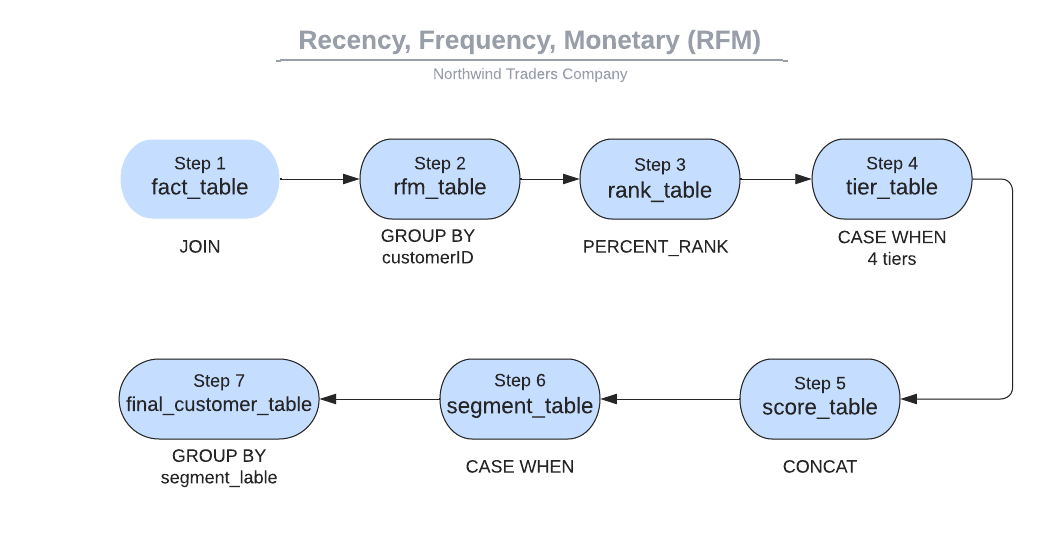 Recency, Frequency, Monetary (RFM)
Northwind Traders Company
Step 1
fact_table
JOIN
Step 2
rfm_table
GROUP BY
customerID
Step 3
rank_table
PERCENT_RANK
Step 4
tier_table
CASE WHEN
4 tiers
Step 5
score_table
CONCAT
Step 6
segment_table
CASE WHEN
Step 7
final_customer_table
GROUP BY
segment_lable